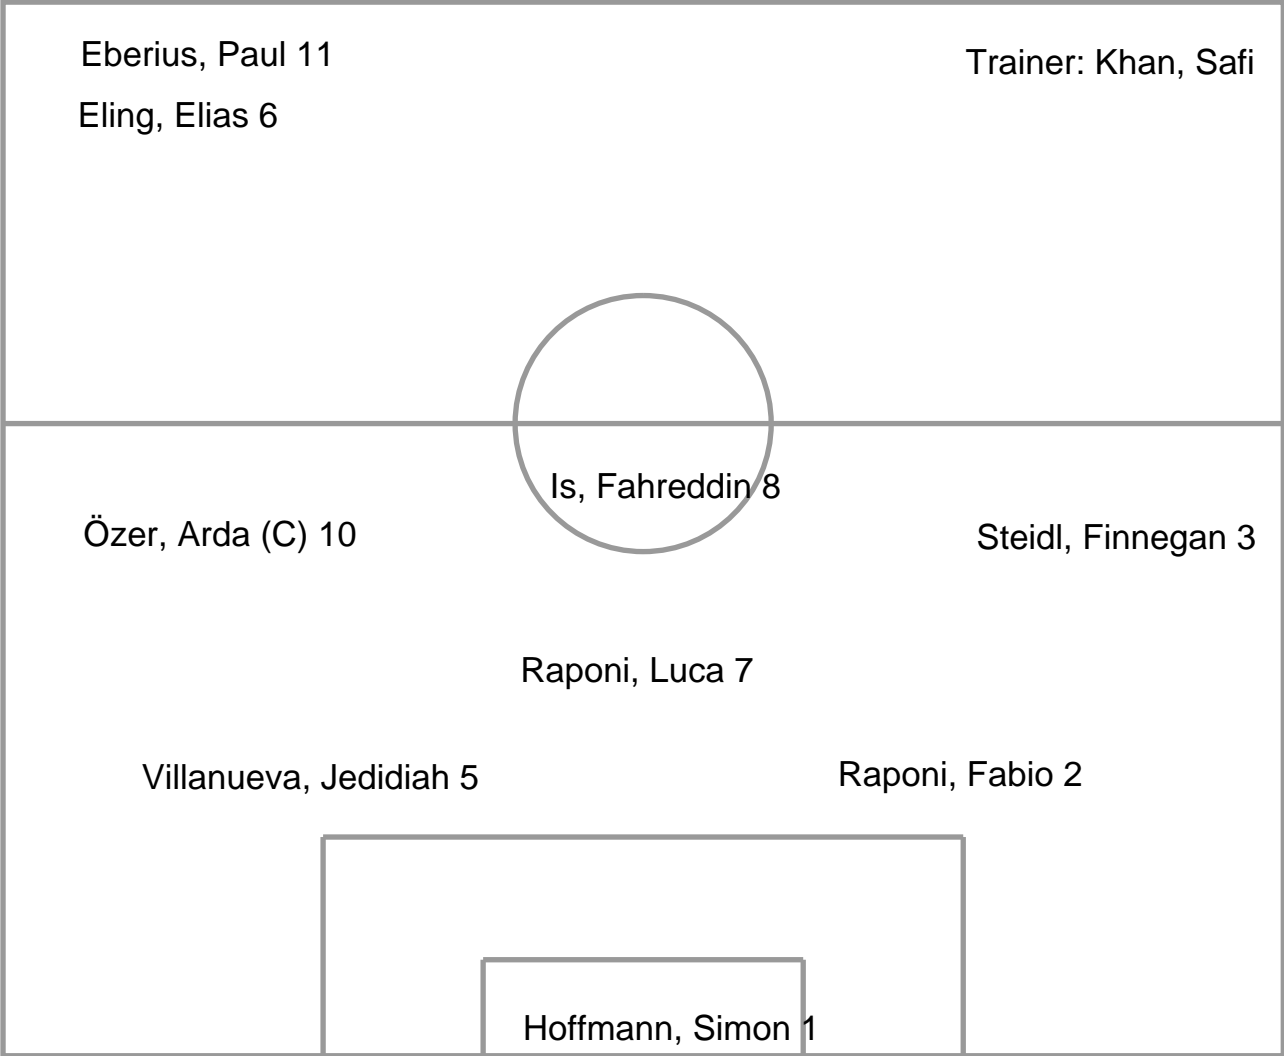 Eberius, Paul 11
Trainer: Khan, Safi
Eling, Elias 6
Is, Fahreddin 8
Özer, Arda (C) 10
Steidl, Finnegan 3
Raponi, Luca 7
Villanueva, Jedidiah 5
Raponi, Fabio 2
Hoffmann, Simon 1